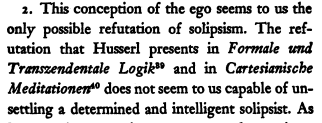 2. This conception of the ego seems to us the
only possible refutation of solipsism. The ref-
utation that Husserl presents in Formale und
Transzendentale Logik³⁹ and in Cartesianische
Meditationen⁴⁰ does not seem to us capable of un-
settling a determined and intelligent solipsist. As